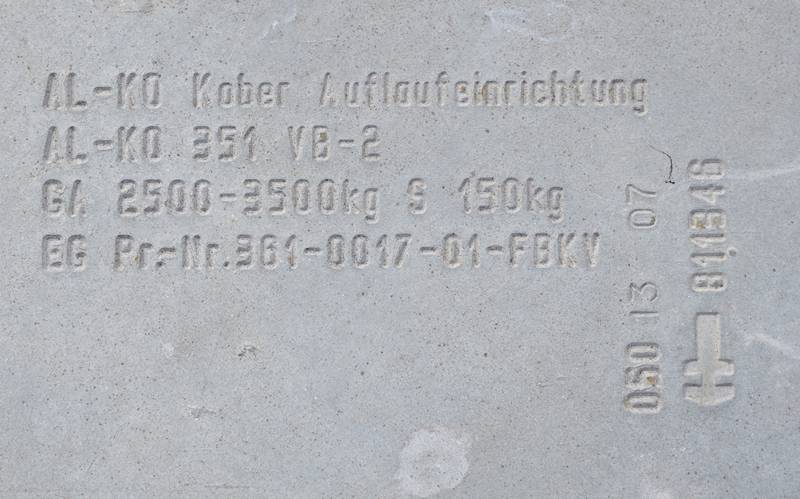 AL-KO Kober Auflaufeinrichtung
AL-KO 351 VB-2
GA 2500-3500kg S 150kg
EG Pr.-Nr.361-0017-01-FBKV
050 13 07
811346